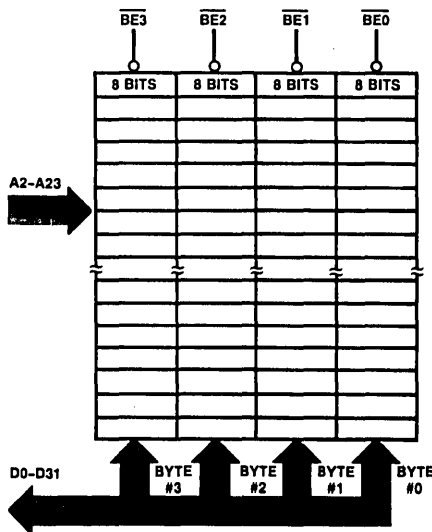 BE3 BE2 BE1 BE0
8 BITS 8 BITS 8 BITS 8 BITS
A2-A23
D0-D31
BYTE #3 BYTE #2 BYTE #1 BYTE #0